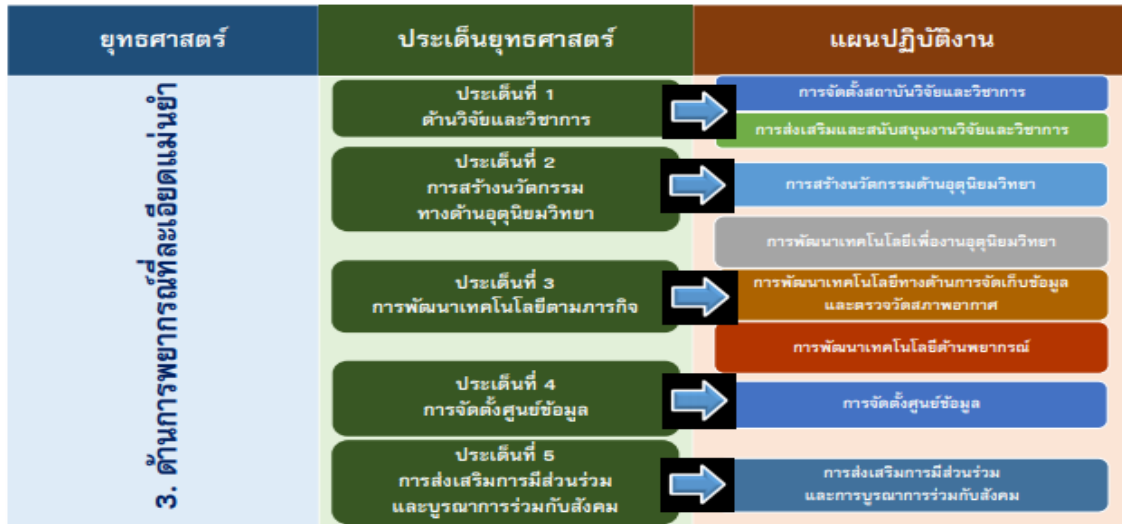 ยุทธศาสตร์
ประเด็นยุทธศาสตร์
แผนปฏิบัติงาน
3. ด้านการพยากรณ์ที่ละเอียดแม่นยำ
ประเด็นที่ 1
ด้านวิจัยและวิชาการ
การจัดตั้งสถาบันวิจัยและวิชาการ
การส่งเสริมและสนับสนุนงานวิจัยและวิชาการ
ประเด็นที่ 2
การสร้างนวัตกรรม
ทางด้านอุตุนิยมวิทยา
การสร้างนวัตกรรมด้านอุตุนิยมวิทยา
ประเด็นที่ 3
การพัฒนาเทคโนโลยีตามภารกิจ
การพัฒนาเทคโนโลยีเพื่องานอุตุนิยมวิทยา
การพัฒนาเทคโนโลยีทางด้านการจัดเก็บข้อมูล
และตรวจวัดสภาพอากาศ
การพัฒนาเทคโนโลยีด้านพยากรณ์
ประเด็นที่ 4
การจัดตั้งศูนย์ข้อมูล
การจัดตั้งศูนย์ข้อมูล
ประเด็นที่ 5
การส่งเสริมการมีส่วนร่วม
และบูรณาการร่วมกับสังคม
การส่งเสริมการมีส่วนร่วม
และการบูรณาการร่วมกับสังคม